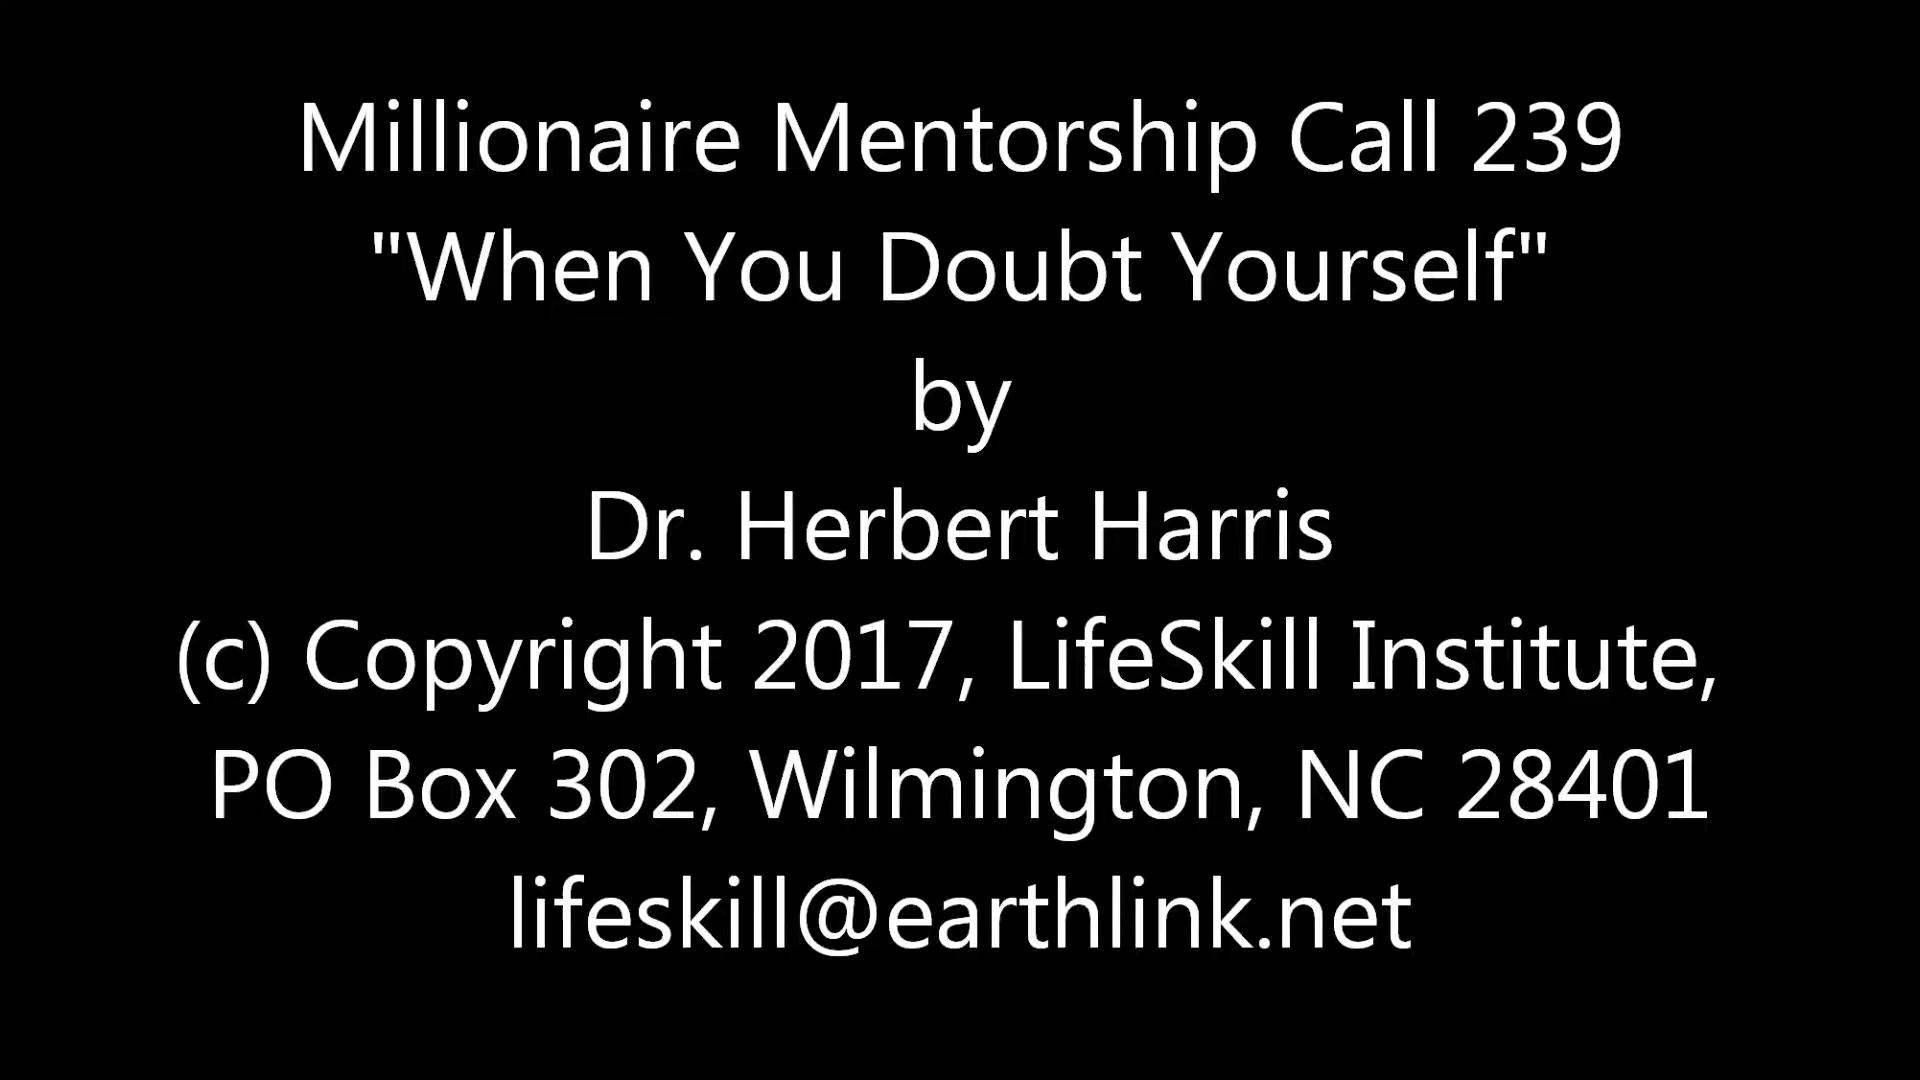 Millionaire Mentorship Call 239
"When You Doubt Yourself"
by
Dr. Herbert Harris
(c) Copyright 2017, LifeSkill Institute,
PO Box 302, Wilmington, NC 28401
lifeskill@earthlink.net